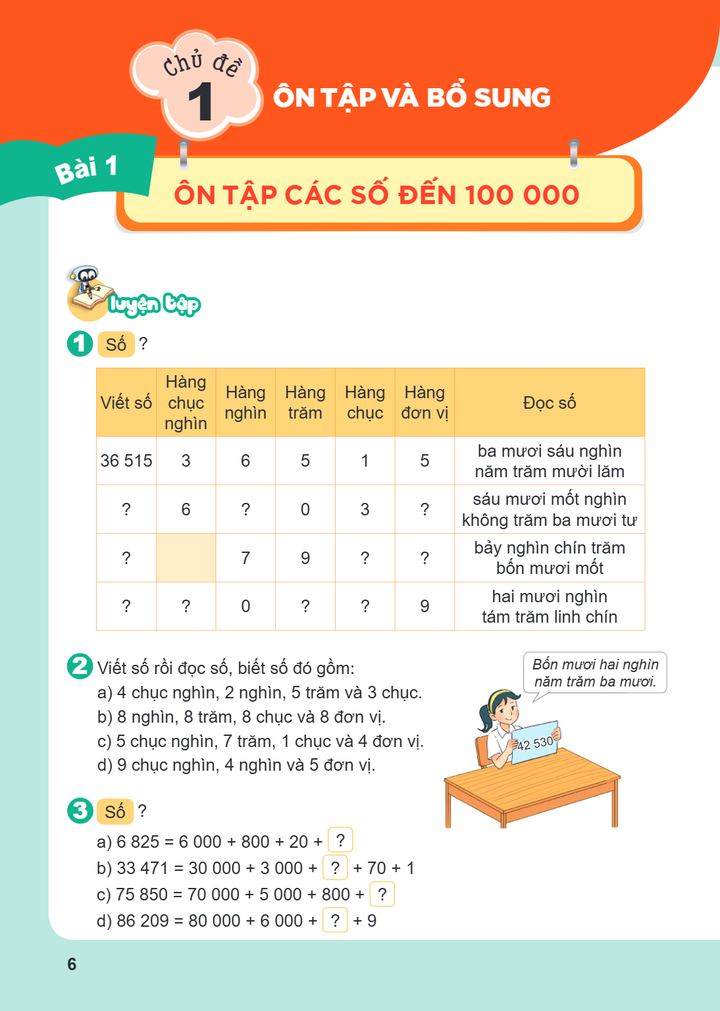 Chủ đề
1
ÔN TẬP VÀ BỔ SUNG
Bài 1
ÔN TẬP CÁC SỐ ĐẾN 100 000
luyện tập
1 Số ?
Viết số Hàng chục nghìn Hàng nghìn Hàng trăm Hàng chục Hàng đơn vị Đọc số
36 515 3 6 5 1 5 ba mươi sáu nghìn năm trăm mười lăm
? 6 ? 0 3 ? sáu mươi mốt nghìn không trăm ba mươi tư
? 7 9 ? ? bảy nghìn chín trăm bốn mươi mốt
? ? 0 ? ? 9 hai mươi nghìn tám trăm linh chín
2 Viết số rồi đọc số, biết số đó gồm:
a) 4 chục nghìn, 2 nghìn, 5 trăm và 3 chục.
b) 8 nghìn, 8 trăm, 8 chục và 8 đơn vị.
c) 5 chục nghìn, 7 trăm, 1 chục và 4 đơn vị.
d) 9 chục nghìn, 4 nghìn và 5 đơn vị.
Bốn mươi hai nghìn
năm trăm ba mươi.
42 530
3 Số ?
a) 6 825 = 6 000 + 800 + 20 + ?
b) 33 471 = 30 000 + 3 000 + ? + 70 + 1
c) 75 850 = 70 000 + 5 000 + 800 + ?
d) 86 209 = 80 000 + 6 000 + ? + 9
6